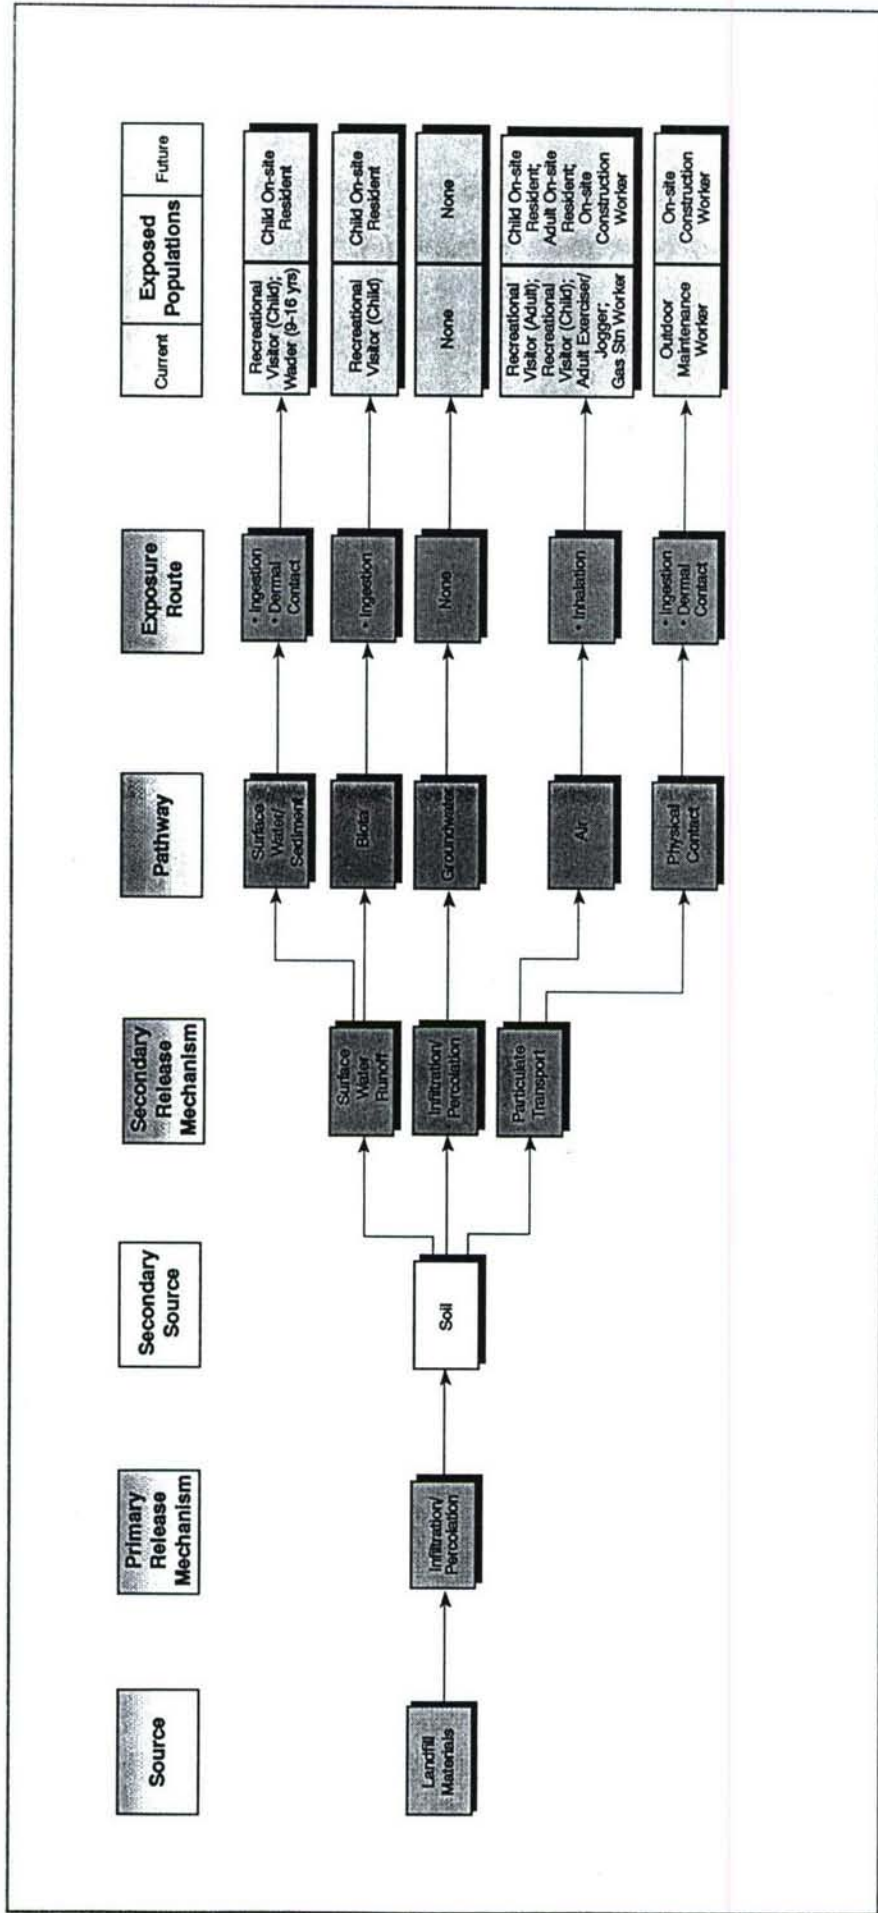 Source
Primary
Release
Mechanism
Secondary
Source
Secondary
Release
Mechanism
Pathway
Exposure
Route
Current
Exposed
Populations
Future
Landfill
Materials
Infiltration/
Percolation
Soil
Surface
Water
Runoff
Infiltration/
Percolation
Particulate
Transport
Surface
Water/
Sediment
Biota
Groundwater
Air
Physical
Contact
• Ingestion
• Dermal
Contact
• Ingestion
None
• Inhalation
• Ingestion
• Dermal
Contact
Recreational
Visitor (Child);
Wader (9-16 yrs)
Child On-site
Resident
Recreational
Visitor (Child)
Child On-site
Resident
None
None
Recreational
Visitor (Adult);
Recreational
Visitor (Child);
Adult Exerciser/
Jogger;
Gas Stn Worker
Child On-site
Resident;
Adult On-site
Resident;
On-site
Construction
Worker
Outdoor
Maintenance
Worker
On-site
Construction
Worker